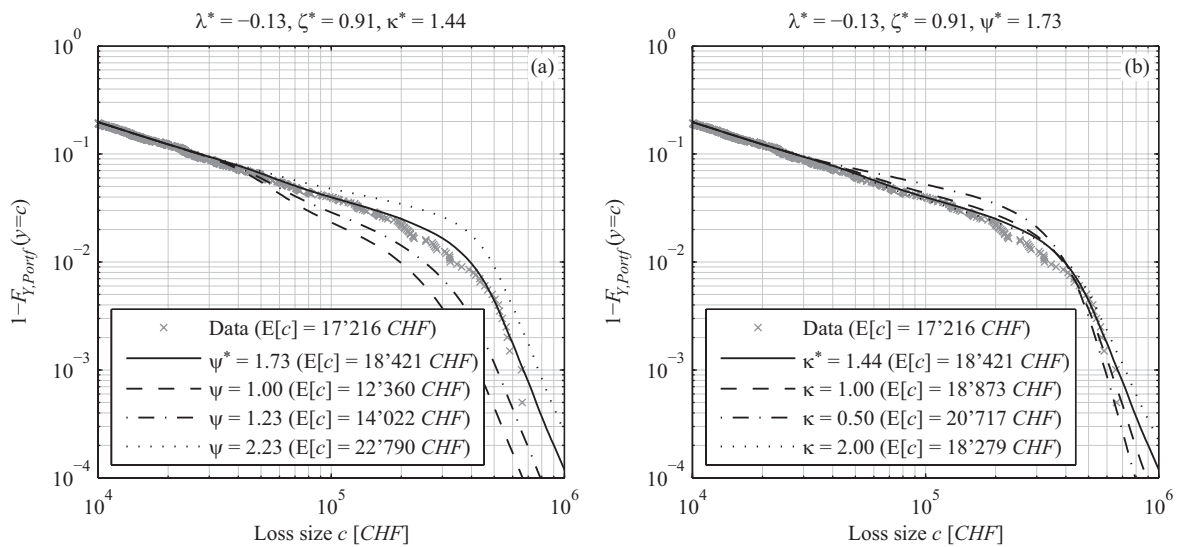 λ* = −0.13, ζ* = 0.91, κ* = 1.44
(a)
10^0
10^−1
10^−2
10^−3
10^−4
1−F_{Y,Portf}(y=c)
× Data (E[c] = 17'216 CHF)
ψ* = 1.73 (E[c] = 18'421 CHF)
ψ = 1.00 (E[c] = 12'360 CHF)
ψ = 1.23 (E[c] = 14'022 CHF)
ψ = 2.23 (E[c] = 22'790 CHF)
10^4 10^5 10^6
Loss size c [CHF]
λ* = −0.13, ζ* = 0.91, ψ* = 1.73
(b)
10^0
10^−1
10^−2
10^−3
10^−4
1−F_{Y,Portf}(y=c)
× Data (E[c] = 17'216 CHF)
κ* = 1.44 (E[c] = 18'421 CHF)
κ = 1.00 (E[c] = 18'873 CHF)
κ = 0.50 (E[c] = 20'717 CHF)
κ = 2.00 (E[c] = 18'279 CHF)
10^4 10^5 10^6
Loss size c [CHF]